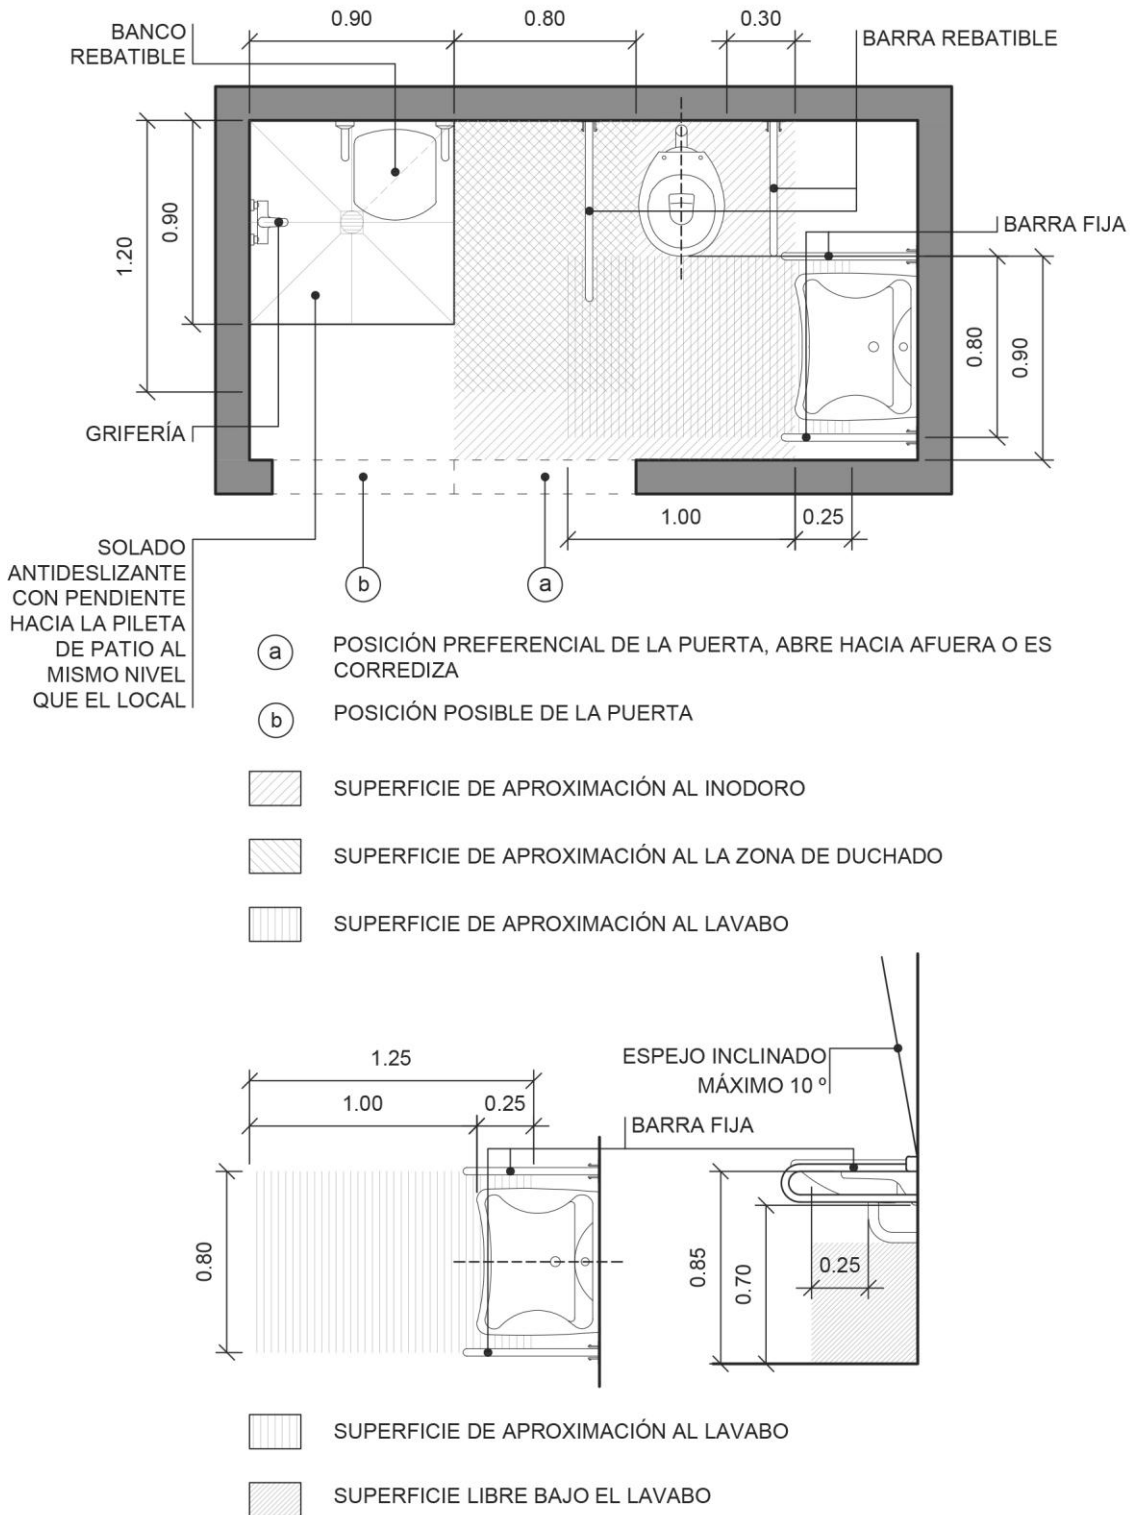 0.90
0.80
0.30
BANCO
REBATIBLE
BARRA REBATIBLE
BARRA FIJA
1.20
0.90
0.80
0.90
GRIFERÍA
1.00
0.25
SOLADO
ANTIDESLIZANTE
CON PENDIENTE
HACIA LA PILETA
DE PATIO AL
MISMO NIVEL
QUE EL LOCAL
b
a
a
POSICIÓN PREFERENCIAL DE LA PUERTA, ABRE HACIA AFUERA O ES
CORREDIZA
b
POSICIÓN POSIBLE DE LA PUERTA
SUPERFICIE DE APROXIMACIÓN AL INODORO
SUPERFICIE DE APROXIMACIÓN AL LA ZONA DE DUCHADO
SUPERFICIE DE APROXIMACIÓN AL LAVABO
1.25
1.00
0.25
ESPEJO INCLINADO
MÁXIMO 10 º
BARRA FIJA
0.80
0.85
0.70
0.25
SUPERFICIE DE APROXIMACIÓN AL LAVABO
SUPERFICIE LIBRE BAJO EL LAVABO